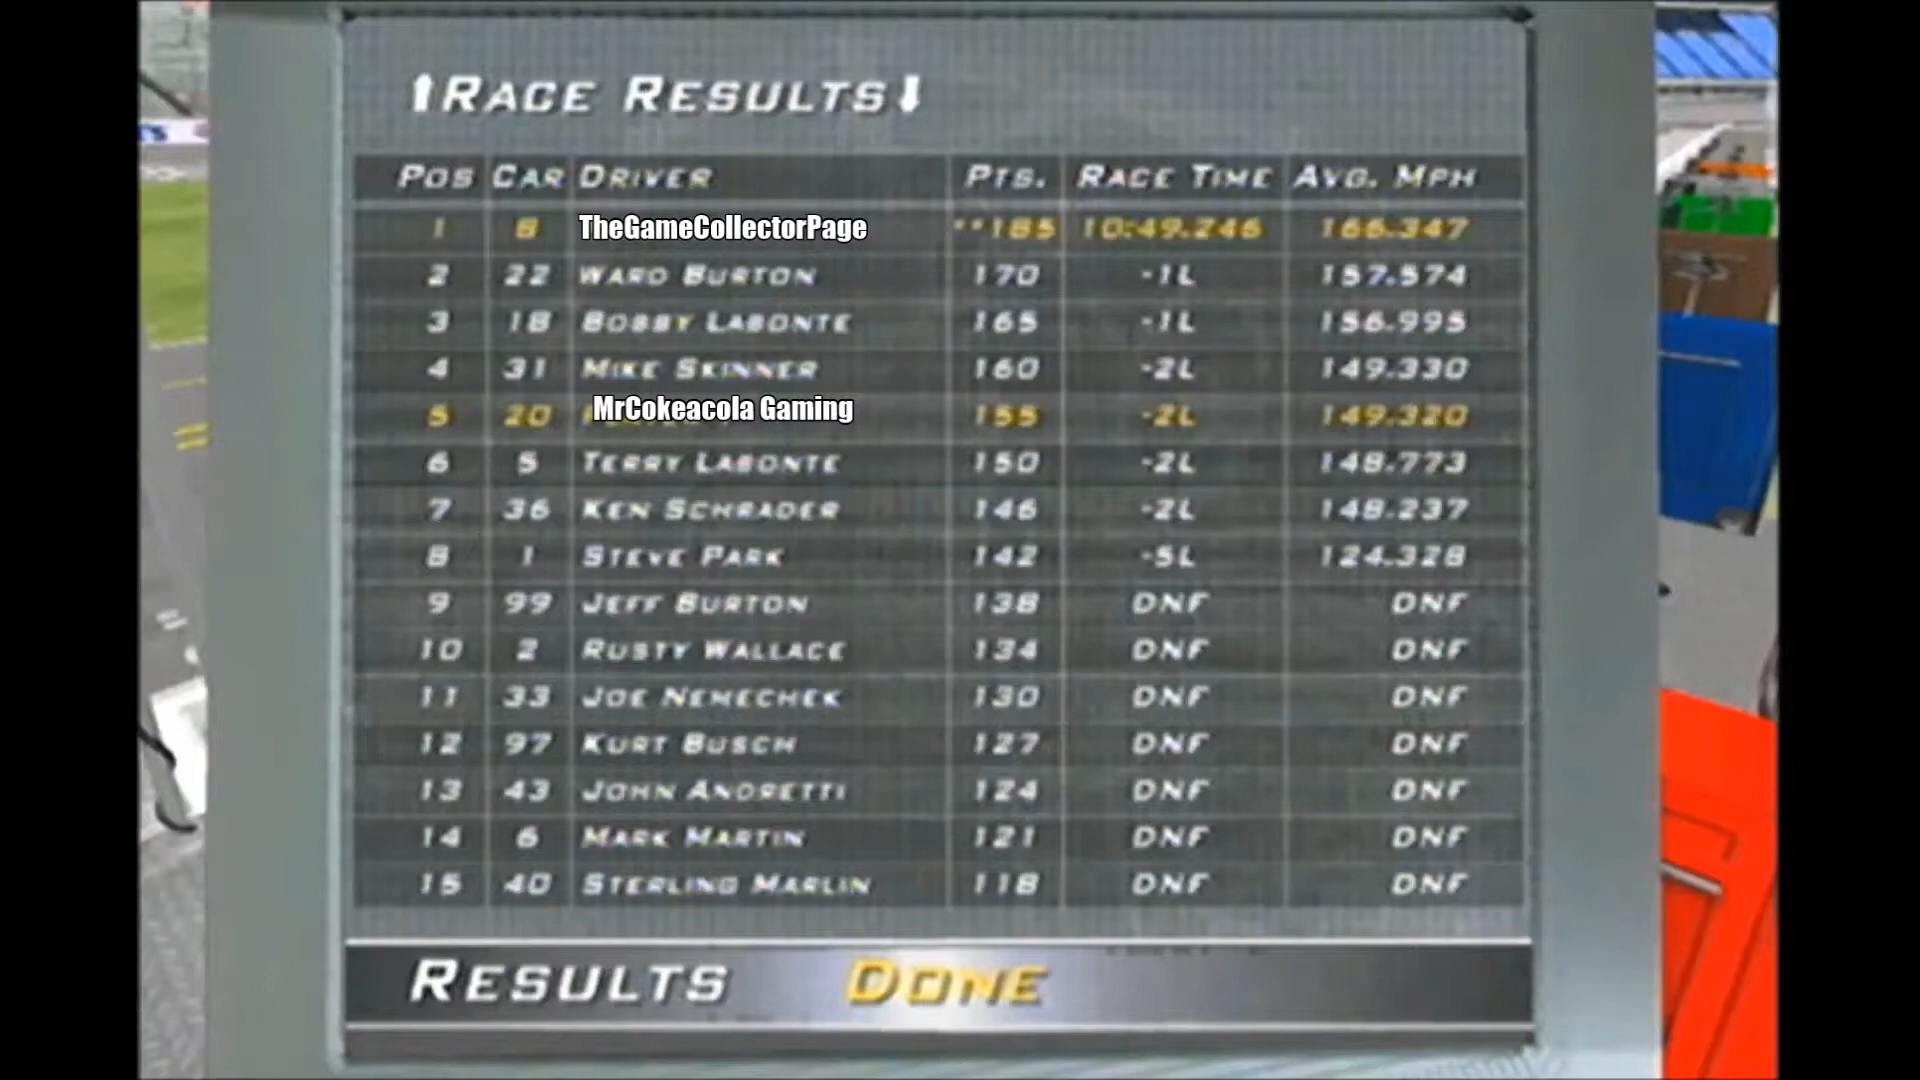 ⬆RACE RESULTS⬇
POS CAR DRIVER PTS. RACE TIME AVG. MPH
1 8 TheGameCollectorPage **185 10:49.246 166.347
2 22 WARD BURTON 170 -1L 157.574
3 18 BOBBY LABONTE 165 -1L 156.995
4 31 MIKE SKINNER 160 -2L 149.330
5 20 MrCokeacola Gaming 155 -2L 149.320
6 5 TERRY LABONTE 150 -2L 148.773
7 36 KEN SCHRADER 146 -2L 148.237
8 1 STEVE PARK 142 -5L 124.328
9 99 JEFF BURTON 138 DNF DNF
10 2 RUSTY WALLACE 134 DNF DNF
11 33 JOE NEMECHEK 130 DNF DNF
12 97 KURT BUSCH 127 DNF DNF
13 43 JOHN ANDRETTI 124 DNF DNF
14 6 MARK MARTIN 121 DNF DNF
15 40 STERLING MARLIN 118 DNF DNF
RESULTS DONE